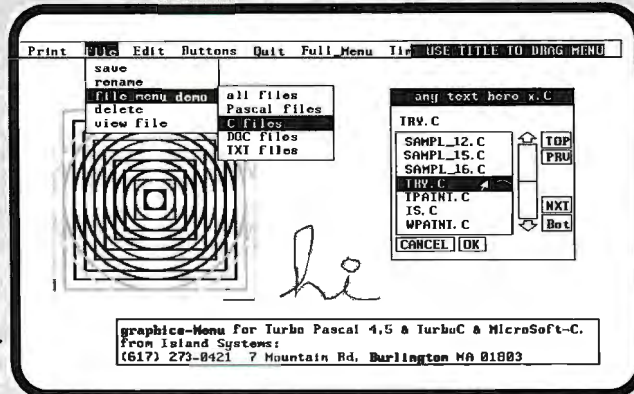 Print File Edit Buttons Quit Full_Menu Tir USE TITLE TO DRAG MENU
save
rename
file menu demo
delete
view file
all files
Pascal files
C files
DOC files
TXT files
any text here x.C
TRY.C
SAMPL_12.C
SAMPL_15.C
SAMPL_16.C
TRY.C
IPAINT.C
IS.C
WPAINT.C
TOP
PRV
NXT
Bot
CANCEL OK
hi
graphics-Menu for Turbo Pascal 4,5 & TurboC & MicroSoft-C.
from Island Systems:
(617) 273-0421 7 Mountain Rd, Burlington MA 01803